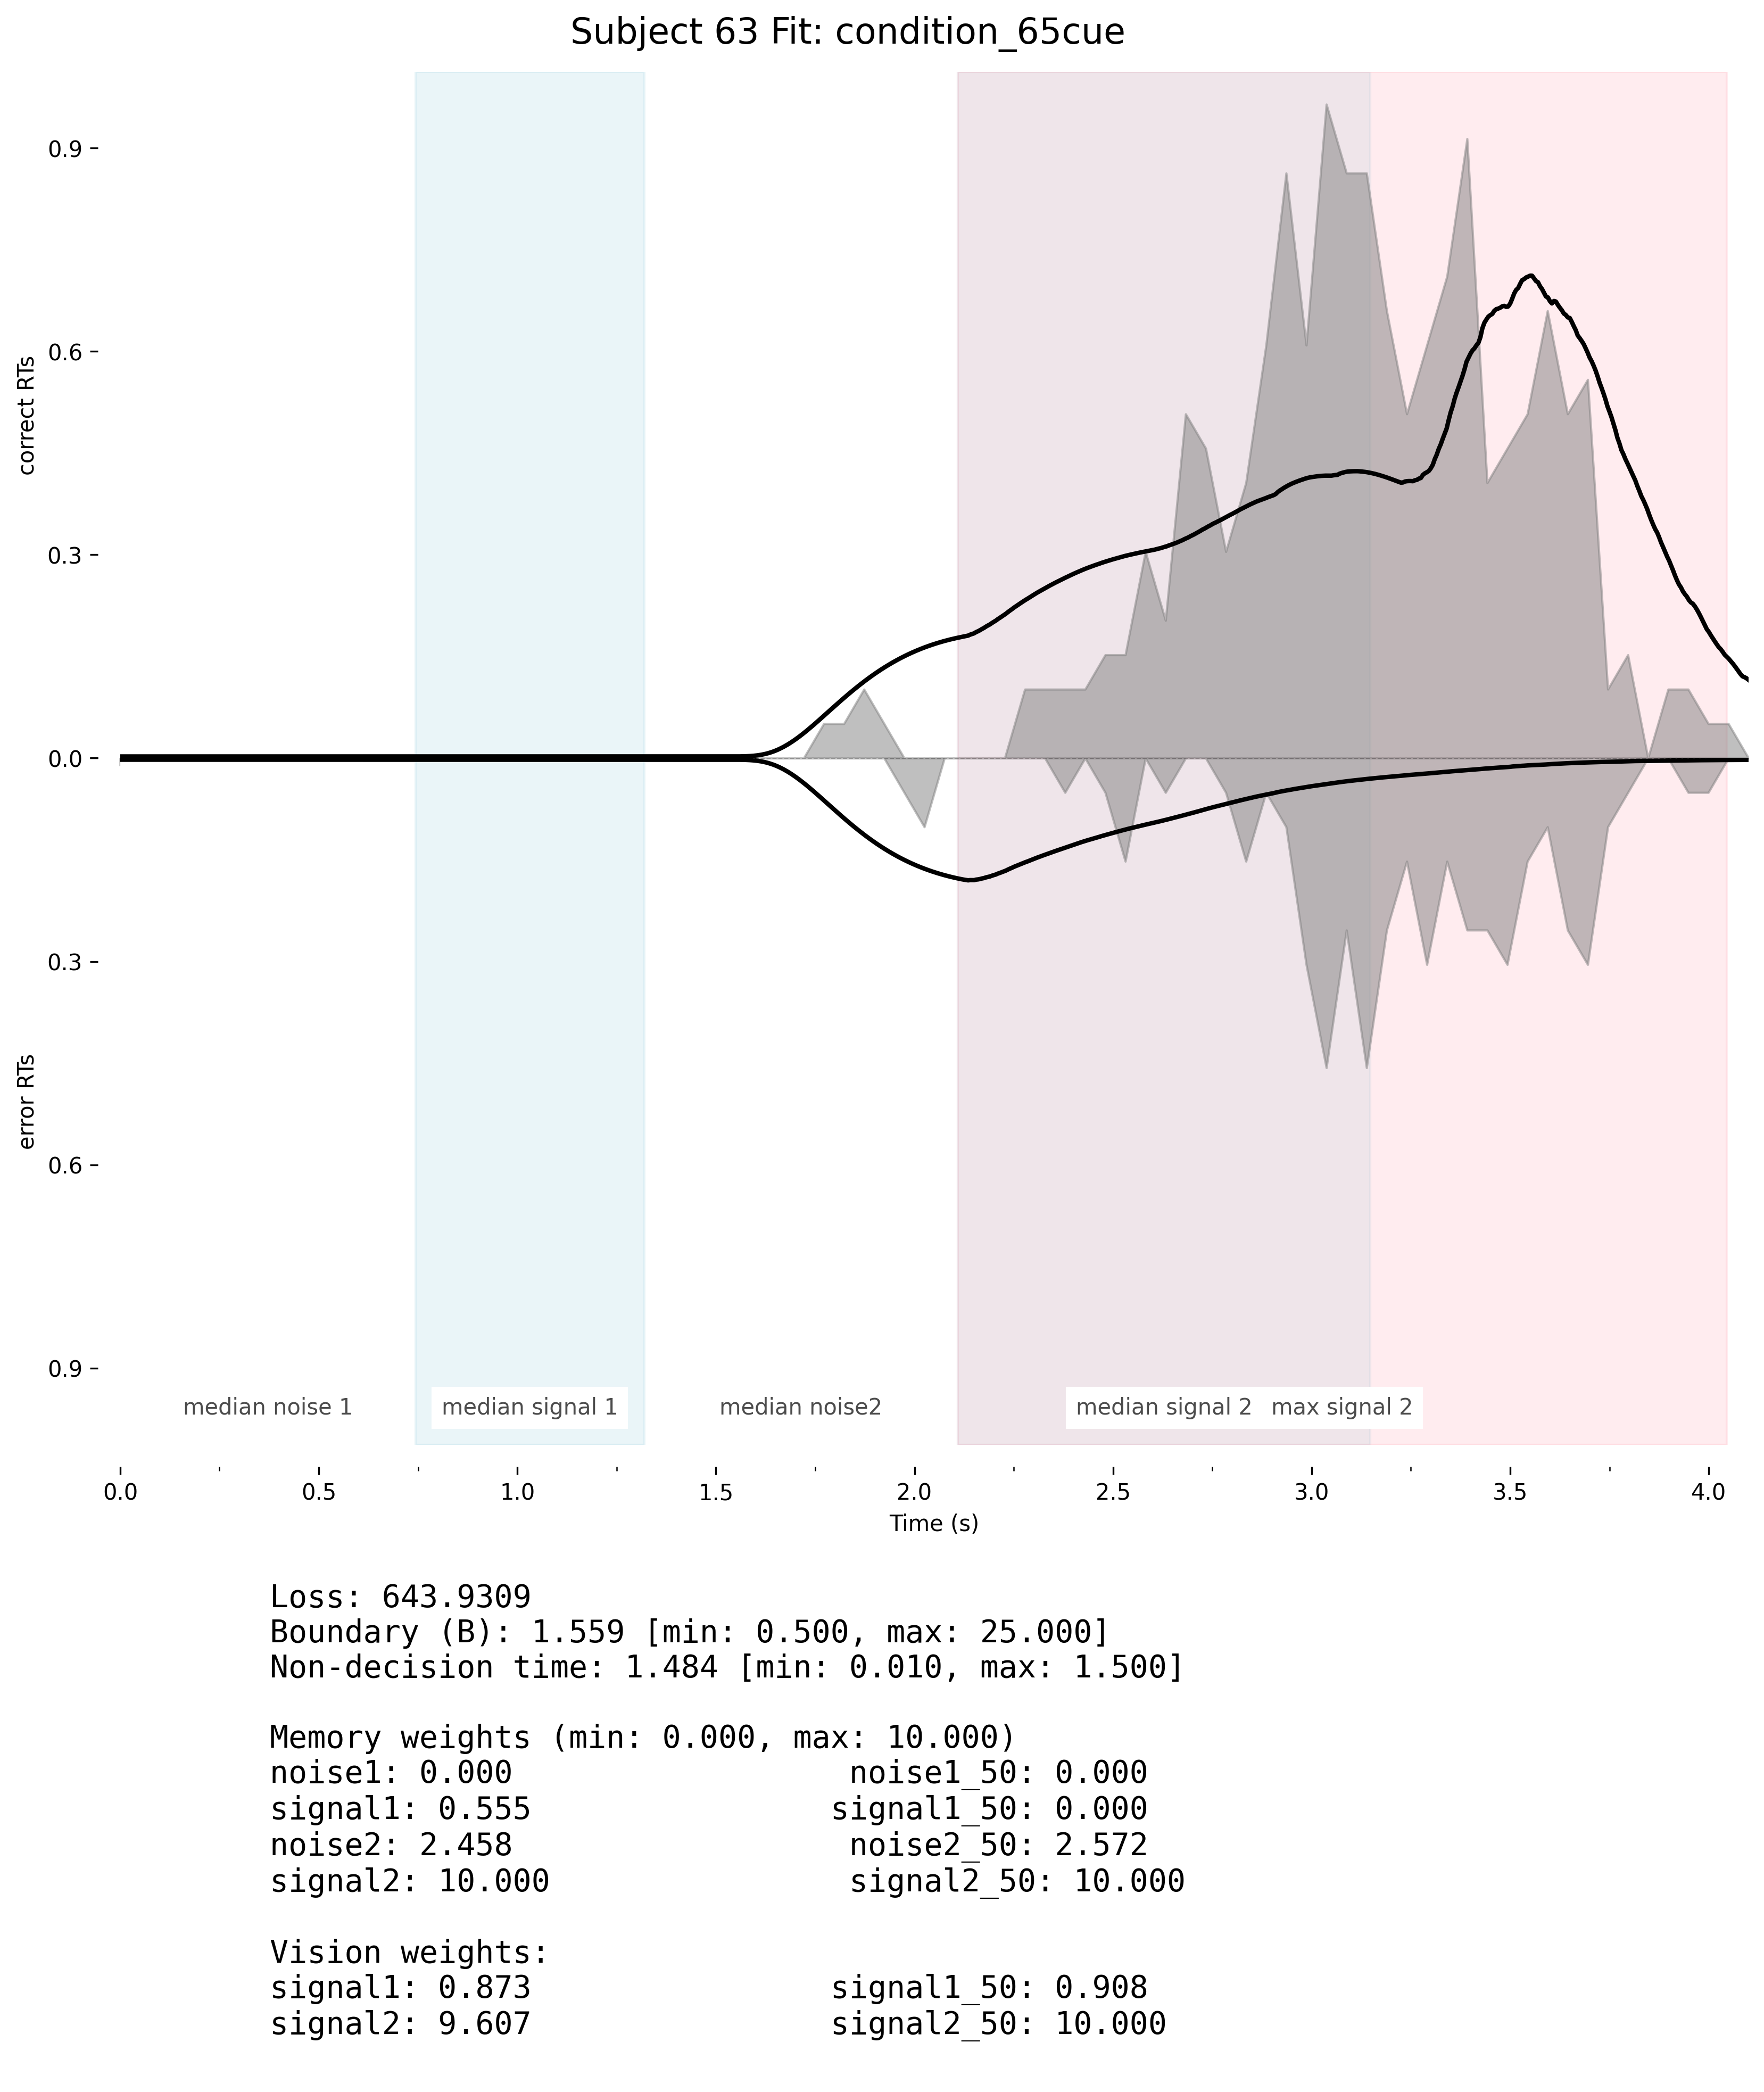 Subject 63 Fit: condition_65cue
0.9
0.6
correct RTs
0.3
0.0
0.3
error RTs
0.6
0.9
median noise 1
median signal 1
median noise2
median signal 2
max signal 2
0.0
0.5
1.0
1.5
2.0
2.5
3.0
3.5
4.0
Time (s)
Loss: 643.9309
Boundary (B): 1.559 [min: 0.500, max: 25.000]
Non-decision time: 1.484 [min: 0.010, max: 1.500]
Memory weights (min: 0.000, max: 10.000)
noise1: 0.000 noise1_50: 0.000
signal1: 0.555 signal1_50: 0.000
noise2: 2.458 noise2_50: 2.572
signal2: 10.000 signal2_50: 10.000
Vision weights:
signal1: 0.873 signal1_50: 0.908
signal2: 9.607 signal2_50: 10.000